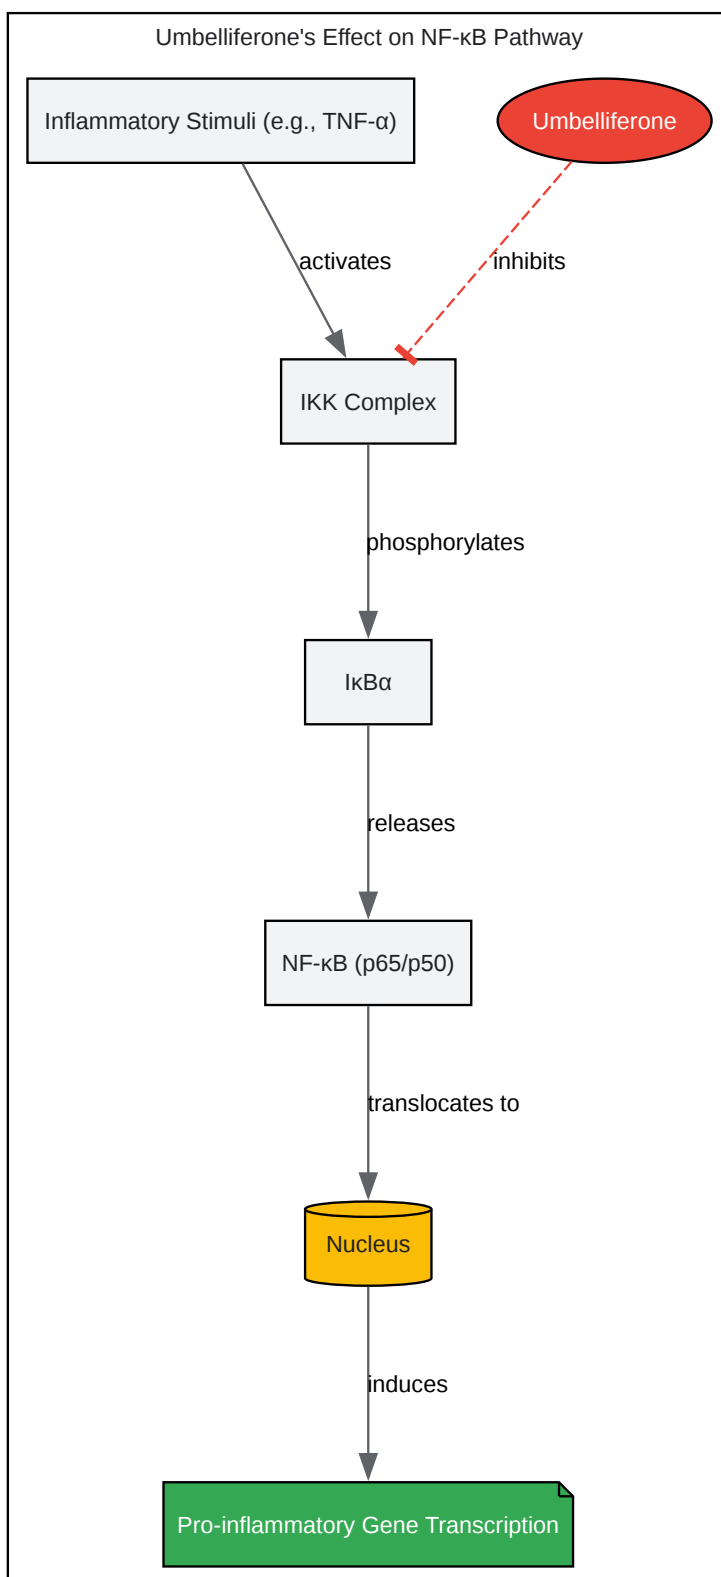 Umbelliferone's Effect on NF-κB Pathway
Inflammatory Stimuli (e.g., TNF-α)
Umbelliferone
activates
inhibits
IKK Complex
phosphorylates
IκBα
releases
NF-κB (p65/p50)
translocates to
Nucleus
induces
Pro-inflammatory Gene Transcription